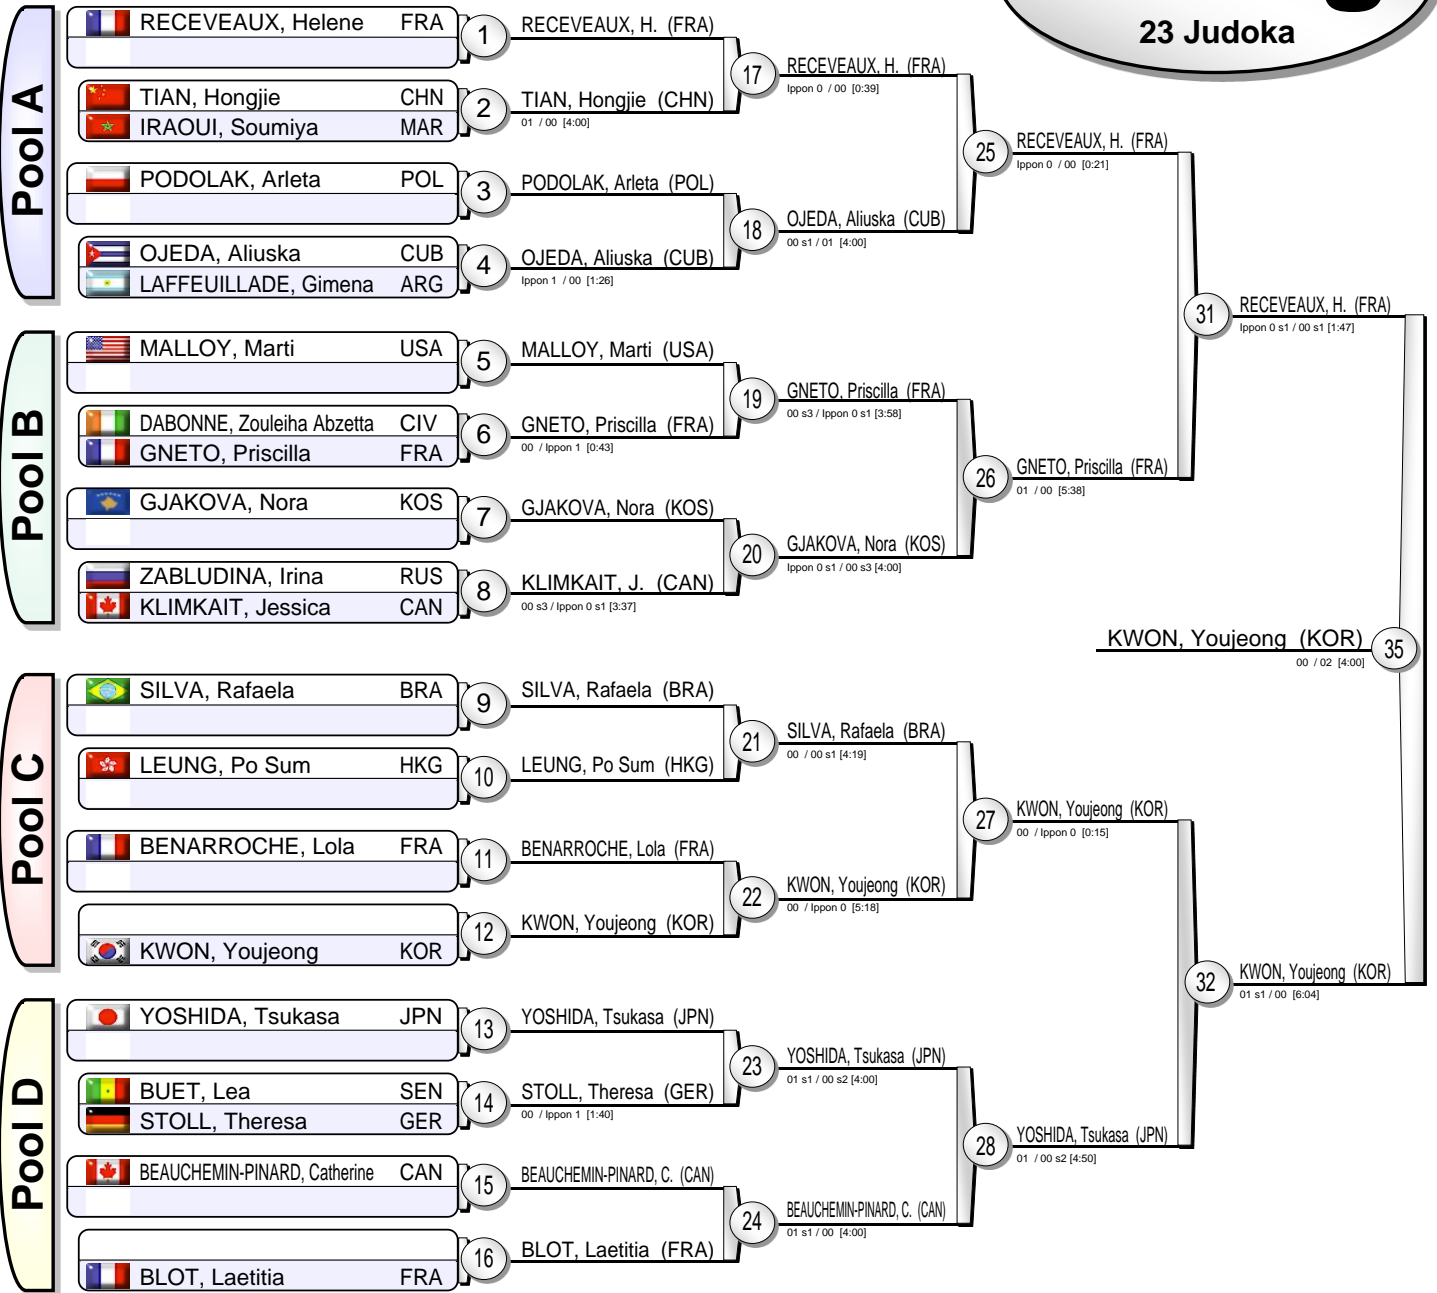 23 Judoka
Pool A
RECEVEAUX, Helene FRA
1
RECEVEAUX, H. (FRA)
TIAN, Hongjie CHN
IRAOUI, Soumiya MAR
2
TIAN, Hongjie (CHN)
01 / 00 [4:00]
17
RECEVEAUX, H. (FRA)
Ippon 0 / 00 [0:39]
PODOLAK, Arleta POL
3
PODOLAK, Arleta (POL)
OJEDA, Aliuska CUB
LAFFEUILLADE, Gimena ARG
4
OJEDA, Aliuska (CUB)
Ippon 1 / 00 [1:26]
18
OJEDA, Aliuska (CUB)
00 s1 / 01 [4:00]
25
RECEVEAUX, H. (FRA)
Ippon 0 / 00 [0:21]
Pool B
MALLOY, Marti USA
5
MALLOY, Marti (USA)
DABONNE, Zouleiha Abzetta CIV
GNETO, Priscilla FRA
6
GNETO, Priscilla (FRA)
00 / Ippon 1 [0:43]
19
GNETO, Priscilla (FRA)
00 s3 / Ippon 0 s1 [3:58]
GJAKOVA, Nora KOS
7
GJAKOVA, Nora (KOS)
ZABLUDINA, Irina RUS
KLIMKAIT, Jessica CAN
8
KLIMKAIT, J. (CAN)
00 s3 / Ippon 0 s1 [3:37]
20
GJAKOVA, Nora (KOS)
Ippon 0 s1 / 00 s3 [4:00]
26
GNETO, Priscilla (FRA)
01 / 00 [5:38]
31
RECEVEAUX, H. (FRA)
Ippon 0 s1 / 00 s1 [1:47]
KWON, Youjeong (KOR)
00 / 02 [4:00]
35
Pool C
SILVA, Rafaela BRA
9
SILVA, Rafaela (BRA)
LEUNG, Po Sum HKG
10
LEUNG, Po Sum (HKG)
21
SILVA, Rafaela (BRA)
00 / 00 s1 [4:19]
BENARROCHE, Lola FRA
11
BENARROCHE, Lola (FRA)
KWON, Youjeong KOR
12
KWON, Youjeong (KOR)
22
KWON, Youjeong (KOR)
00 / Ippon 0 [5:18]
27
KWON, Youjeong (KOR)
00 / Ippon 0 [0:15]
Pool D
YOSHIDA, Tsukasa JPN
13
YOSHIDA, Tsukasa (JPN)
BUET, Lea SEN
STOLL, Theresa GER
14
STOLL, Theresa (GER)
00 / Ippon 1 [1:40]
23
YOSHIDA, Tsukasa (JPN)
01 s1 / 00 s2 [4:00]
BEAUCHEMIN-PINARD, Catherine CAN
15
BEAUCHEMIN-PINARD, C. (CAN)
BLOT, Laetitia FRA
16
BLOT, Laetitia (FRA)
24
BEAUCHEMIN-PINARD, C. (CAN)
01 s1 / 00 [4:00]
28
YOSHIDA, Tsukasa (JPN)
01 / 00 s2 [4:50]
32
KWON, Youjeong (KOR)
01 s1 / 00 [6:04]